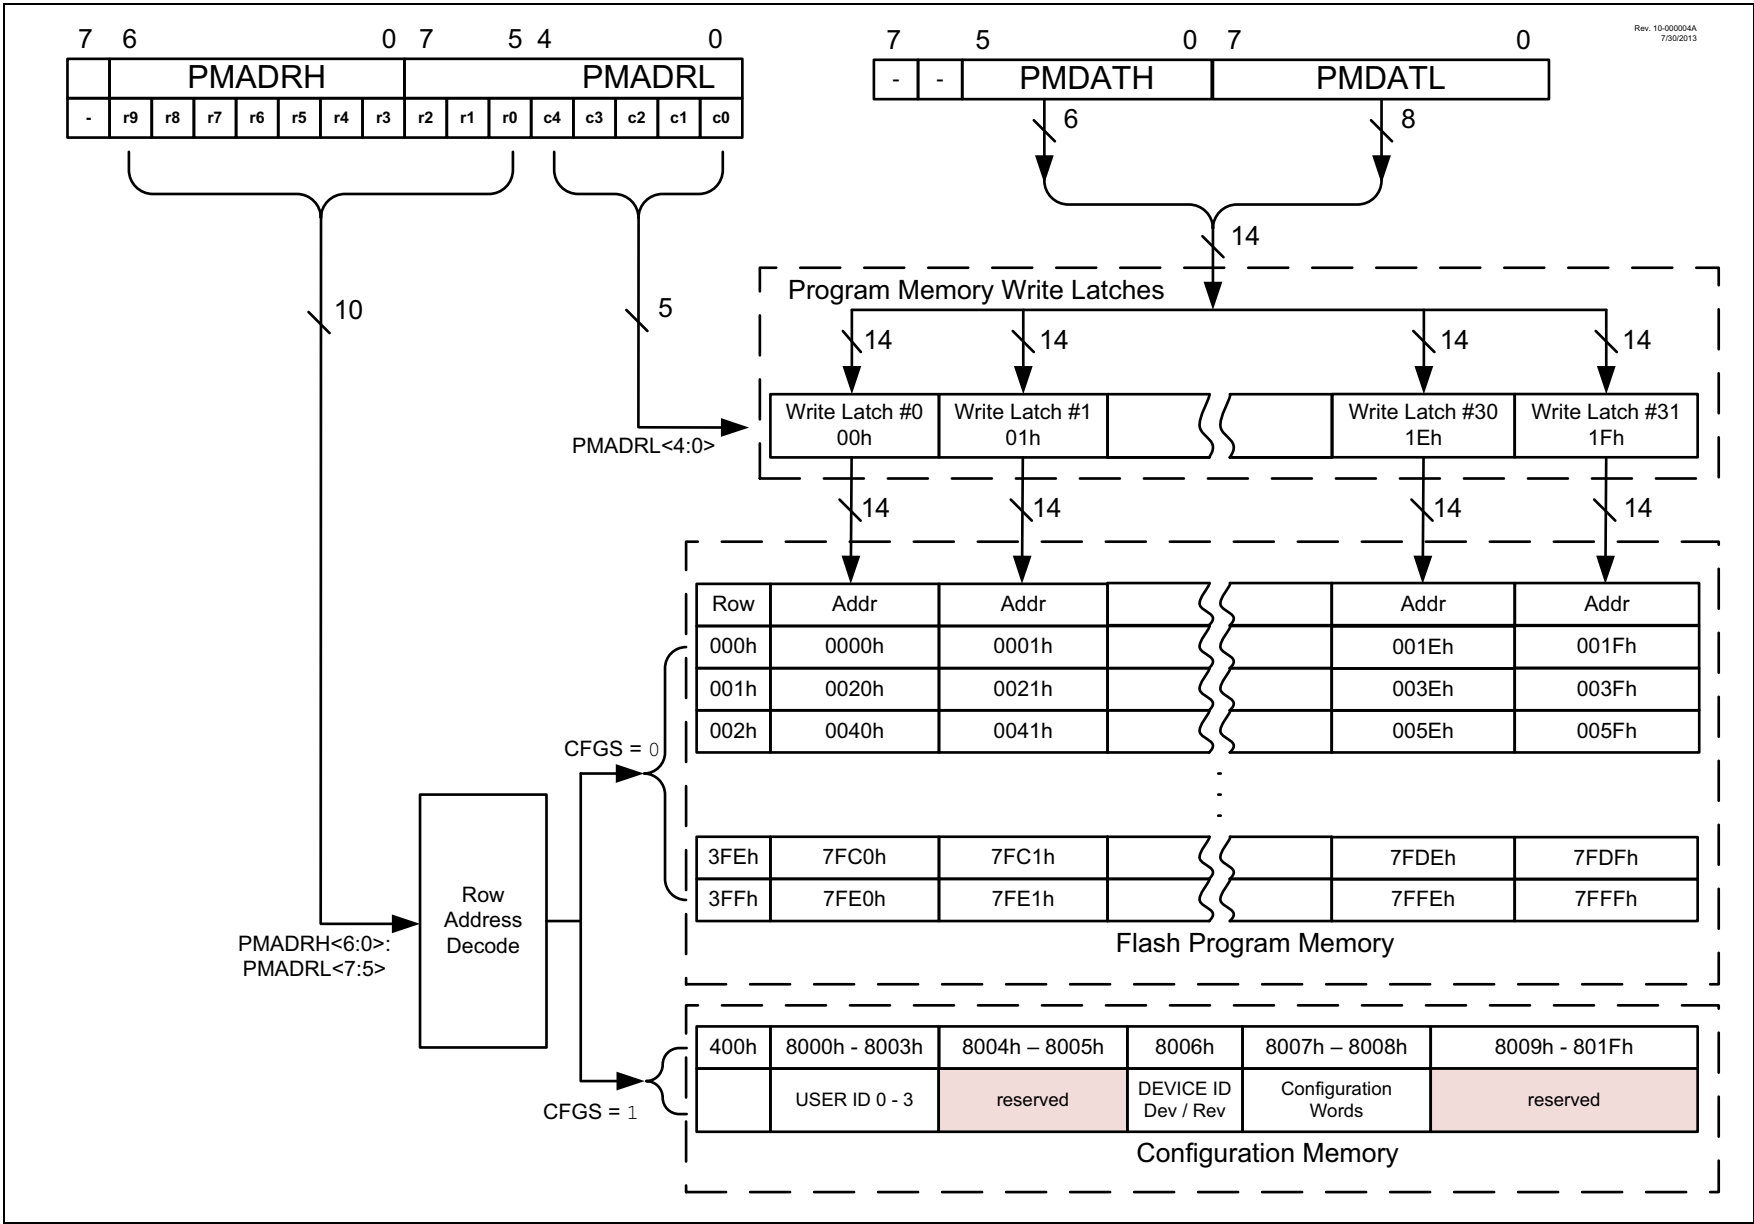 Rev. 10-000004A
7/30/2013
7 6 0 7 5 4 0
PMADRH PMADRL
- r9 r8 r7 r6 r5 r4 r3 r2 r1 r0 c4 c3 c2 c1 c0
7 5 0 7 0
- - PMDATH PMDATL
6 8
14
10
5
PMADRL<4:0>
Program Memory Write Latches
14 14 14 14
Write Latch #0
00h
Write Latch #1
01h
Write Latch #30
1Eh
Write Latch #31
1Fh
14 14 14 14
Row Addr Addr Addr Addr
000h 0000h 0001h 001Eh 001Fh
001h 0020h 0021h 003Eh 003Fh
002h 0040h 0041h 005Eh 005Fh
CFGS = 0
3FEh 7FC0h 7FC1h 7FDEh 7FDFh
3FFh 7FE0h 7FE1h 7FFEh 7FFFh
Flash Program Memory
Row
Address
Decode
PMADRH<6:0>:
PMADRL<7:5>
400h 8000h - 8003h 8004h – 8005h 8006h 8007h – 8008h 8009h - 801Fh
USER ID 0 - 3
reserved
DEVICE ID
Dev / Rev
Configuration
Words
reserved
CFGS = 1
Configuration Memory